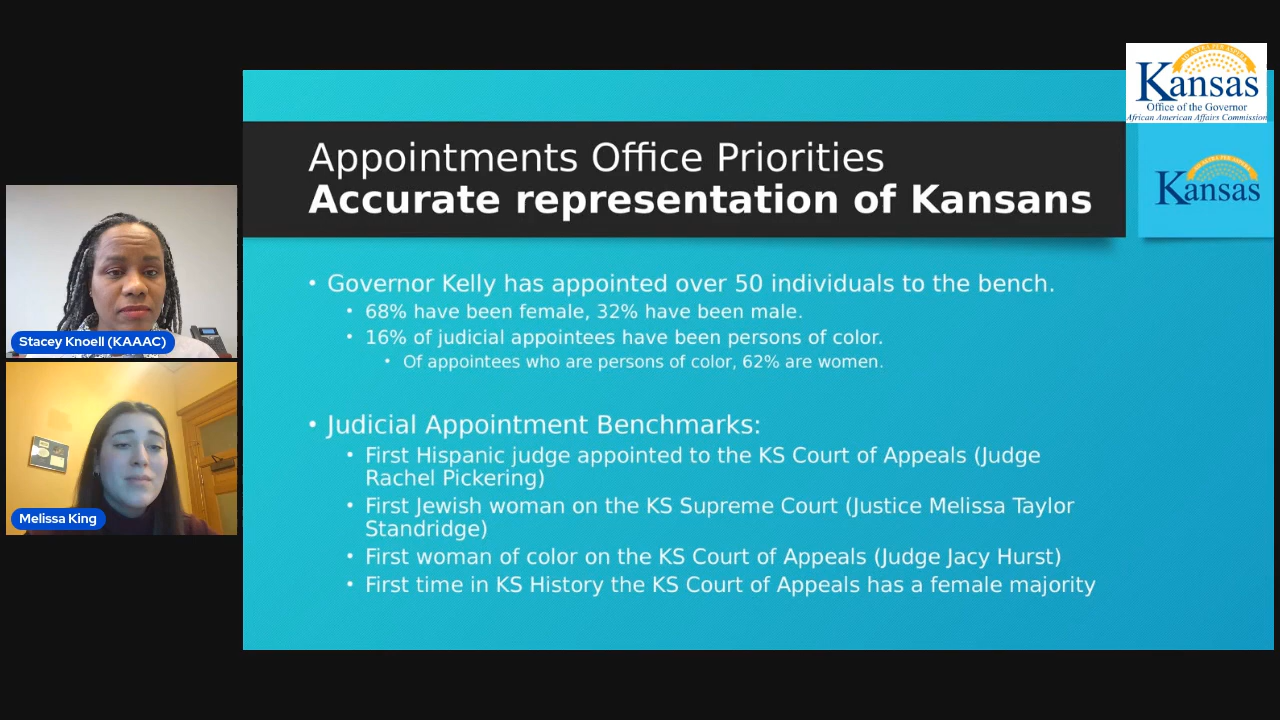 Kansas
Office of the Governor
African American Affairs Commission
Appointments Office Priorities
Accurate representation of Kansans
Kansas
• Governor Kelly has appointed over 50 individuals to the bench.
• 68% have been female, 32% have been male.
• 16% of judicial appointees have been persons of color.
• Of appointees who are persons of color, 62% are women.
• Judicial Appointment Benchmarks:
• First Hispanic judge appointed to the KS Court of Appeals (Judge
Rachel Pickering)
• First Jewish woman on the KS Supreme Court (Justice Melissa Taylor
Standridge)
• First woman of color on the KS Court of Appeals (Judge Jacy Hurst)
• First time in KS History the KS Court of Appeals has a female majority
Stacey Knoell (KAAAC)
Melissa King